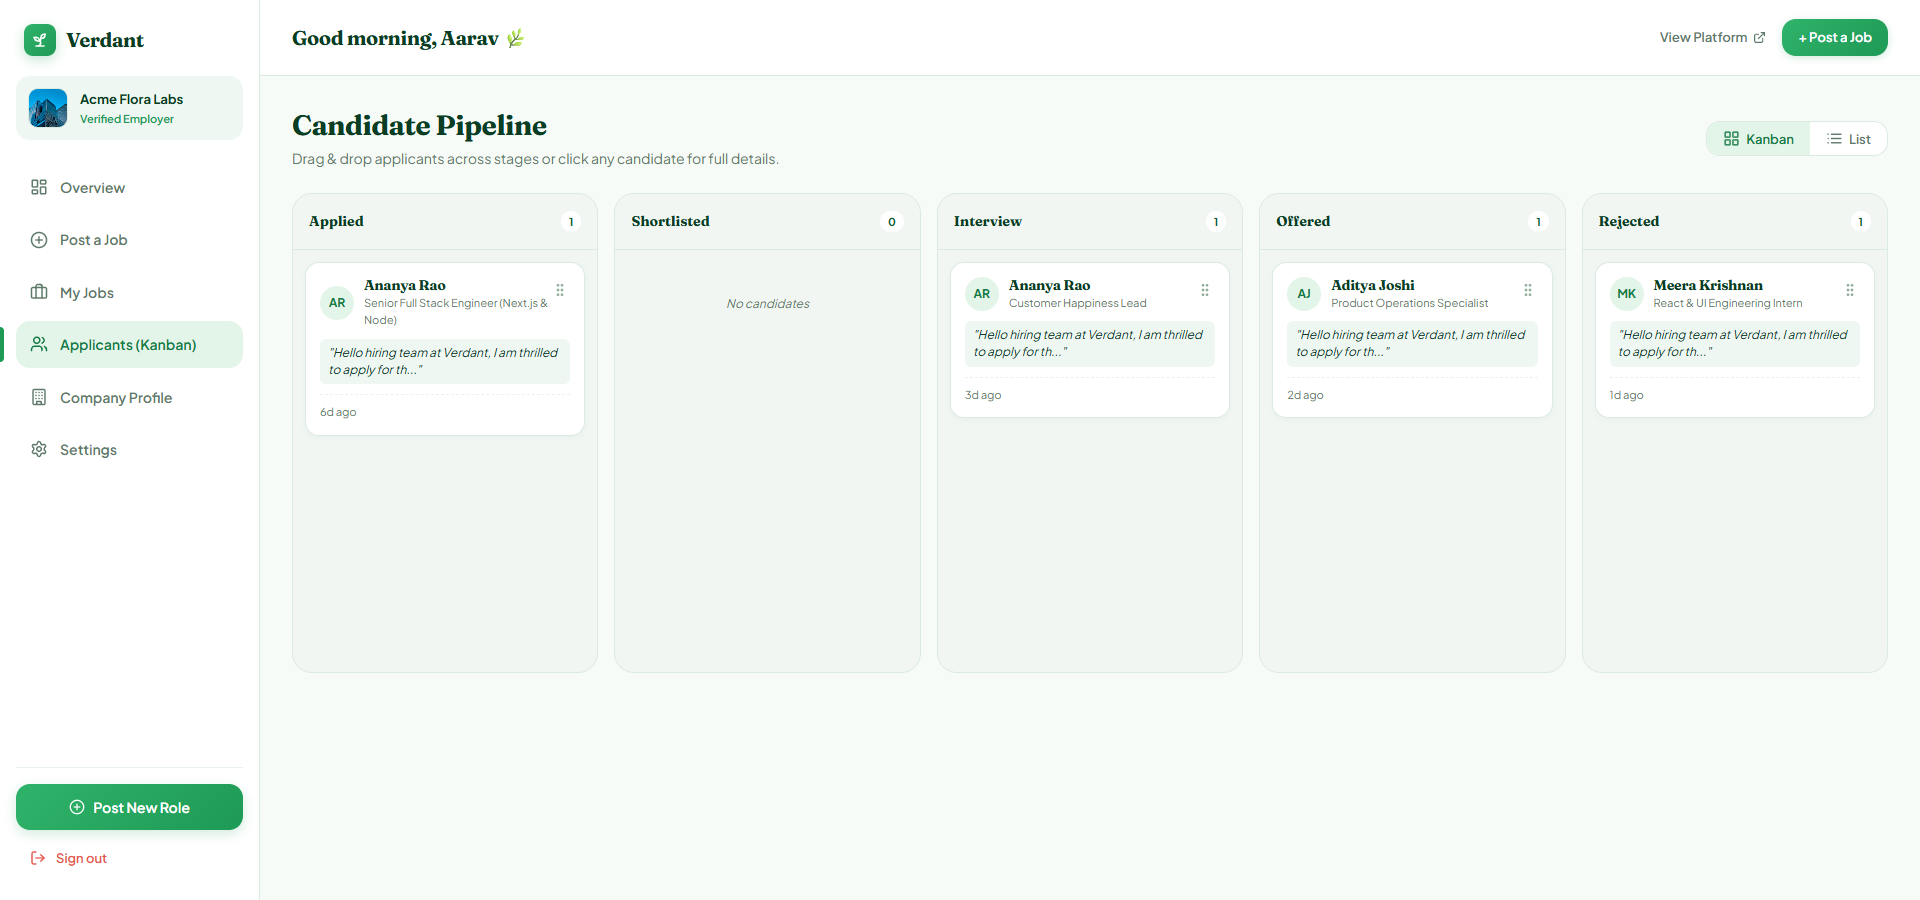 Verdant
Acme Flora Labs
Verified Employer
Overview
Post a Job
My Jobs
Applicants (Kanban)
Company Profile
Settings
Post New Role
Sign out
Good morning, Aarav
View Platform
+ Post a Job
Candidate Pipeline
Drag & drop applicants across stages or click any candidate for full details.
Kanban
List
Applied
1
Ananya Rao
AR
Senior Full Stack Engineer (Next.js &
Node)
"Hello hiring team at Verdant, I am thrilled
to apply for th..."
6d ago
Shortlisted
0
No candidates
Interview
1
Ananya Rao
AR
Customer Happiness Lead
"Hello hiring team at Verdant, I am thrilled
to apply for th..."
3d ago
Offered
1
Aditya Joshi
AJ
Product Operations Specialist
"Hello hiring team at Verdant, I am thrilled
to apply for th..."
2d ago
Rejected
1
Meera Krishnan
MK
React & UI Engineering Intern
"Hello hiring team at Verdant, I am thrilled
to apply for th..."
1d ago